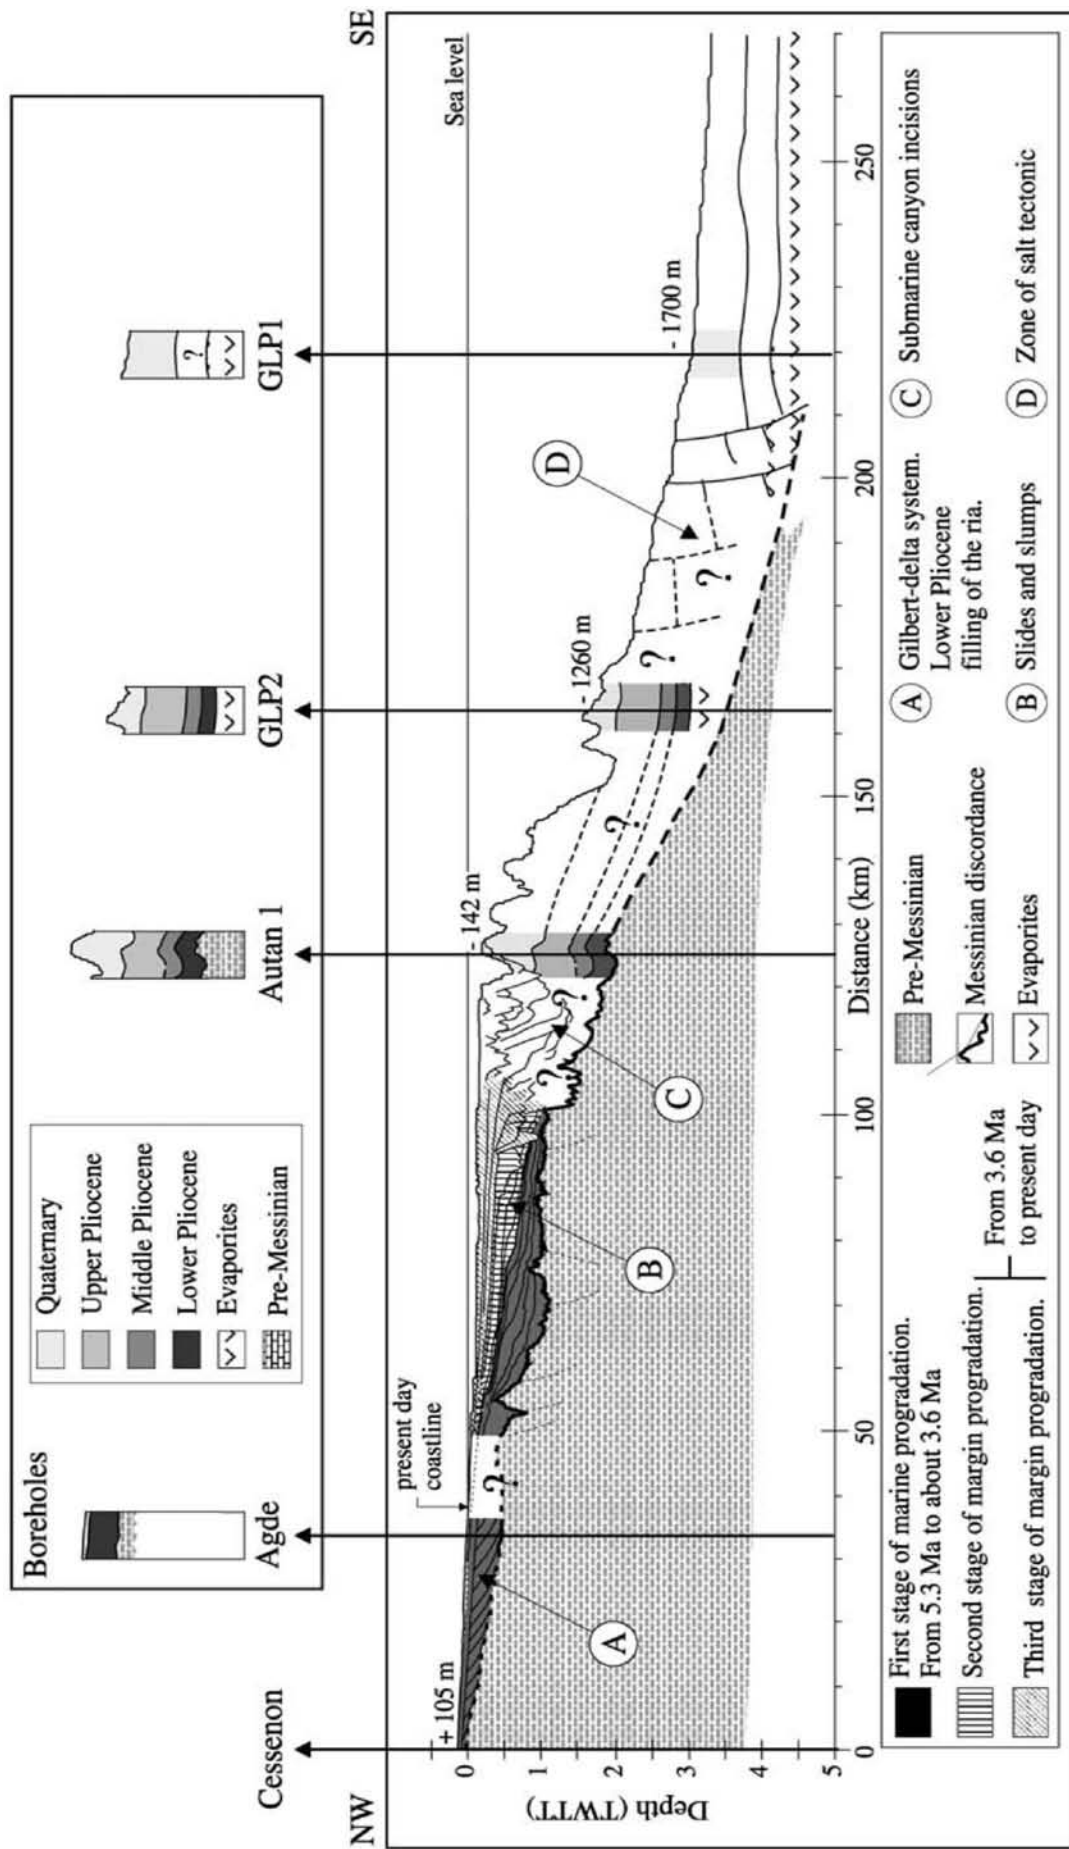 Boreholes
Quaternary
Upper Pliocene
Middle Pliocene
Lower Pliocene
Evaporites
Pre-Messinian
?
Cessenon
Agde
Autan 1
GLP2
GLP1
NW
SE
+ 105 m
present day
coastline
- 142 m
- 1260 m
- 1700 m
Sea level
A
B
C
D
?
?
?
?
?
?
0
1
2
3
4
5
Depth (TWTT)
0
50
100
150
200
250
Distance (km)
First stage of marine progradation.
From 5.3 Ma to about 3.6 Ma
Second stage of margin progradation.
Third stage of margin progradation.
From 3.6 Ma
to present day
Pre-Messinian
Messinian discordance
Evaporites
A Gilbert-delta system.
Lower Pliocene
filling of the ria.
B Slides and slumps
C Submarine canyon incisions
D Zone of salt tectonic